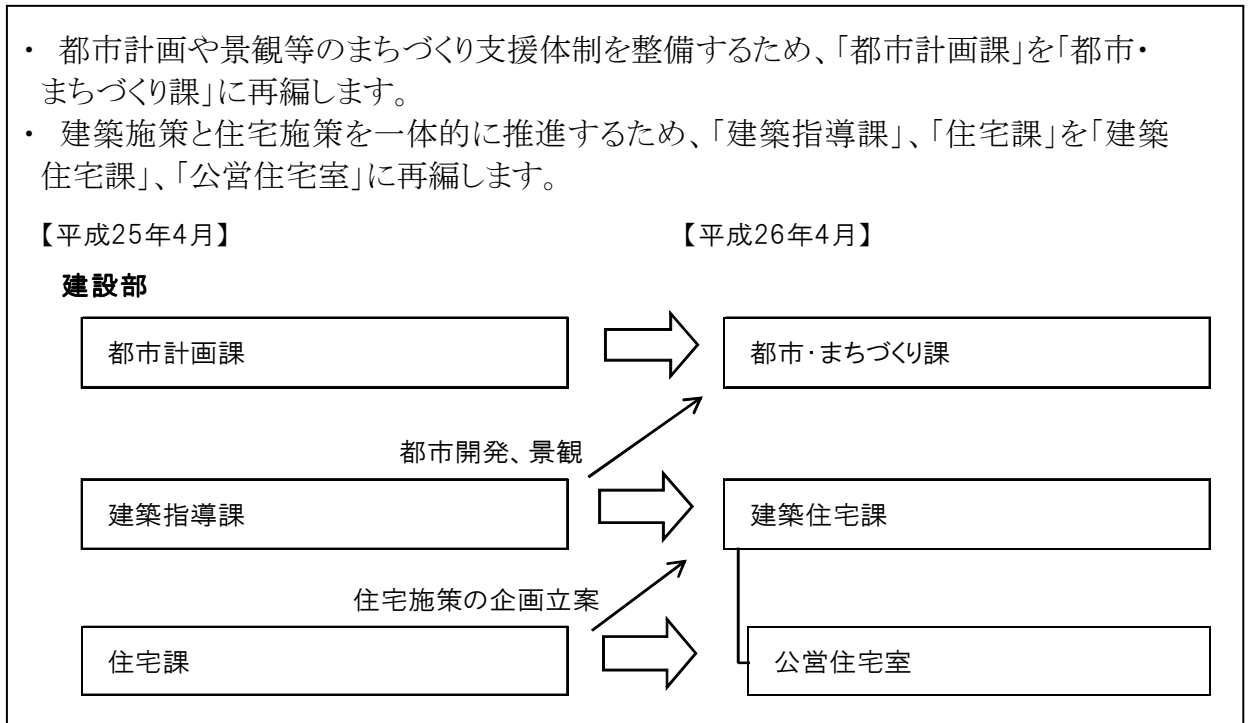 ・ 都市計画や景観等のまちづくり支援体制を整備するため、「都市計画課」を「都市・
まちづくり課」に再編します。
・ 建築施策と住宅施策を一体的に推進するため、「建築指導課」、「住宅課」を「建築
住宅課」、「公営住宅室」に再編します。
【平成25年4月】 【平成26年4月】
建設部
都市計画課 都市・まちづくり課
都市開発、景観
建築指導課 建築住宅課
住宅施策の企画立案
住宅課 公営住宅室